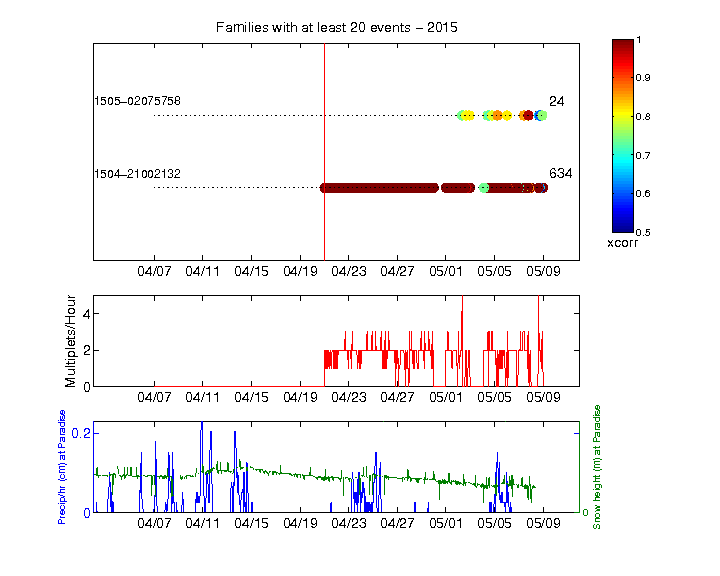 Families with at least 20 events – 2015
1505–02075758
24
1504–21002132
634
04/07 04/11 04/15 04/19 04/23 04/27 05/01 05/05 05/09
1
0.9
0.8
0.7
0.6
0.5
xcorr
Multiplets/Hour
4
2
0
04/07 04/11 04/15 04/19 04/23 04/27 05/01 05/05 05/09
Precip/hr (cm) at Paradise
0.2
0
04/07 04/11 04/15 04/19 04/23 04/27 05/01 05/05 05/09
0
Snow height (m) at Paradise